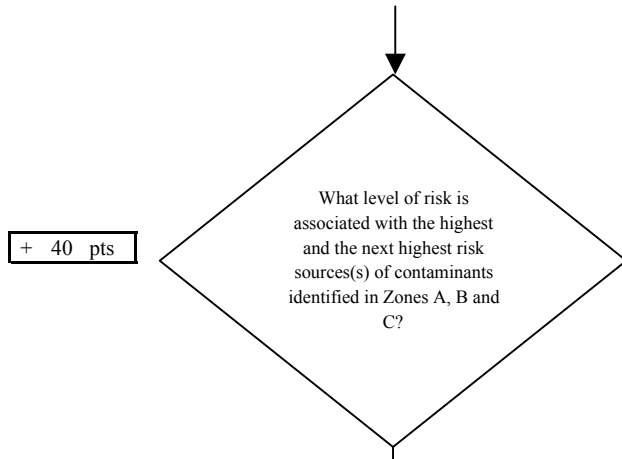 What level of risk is
associated with the highest
+ 40 pts
and the next highest risk
sources(s) of contaminants
identified in Zones A, B and
C?